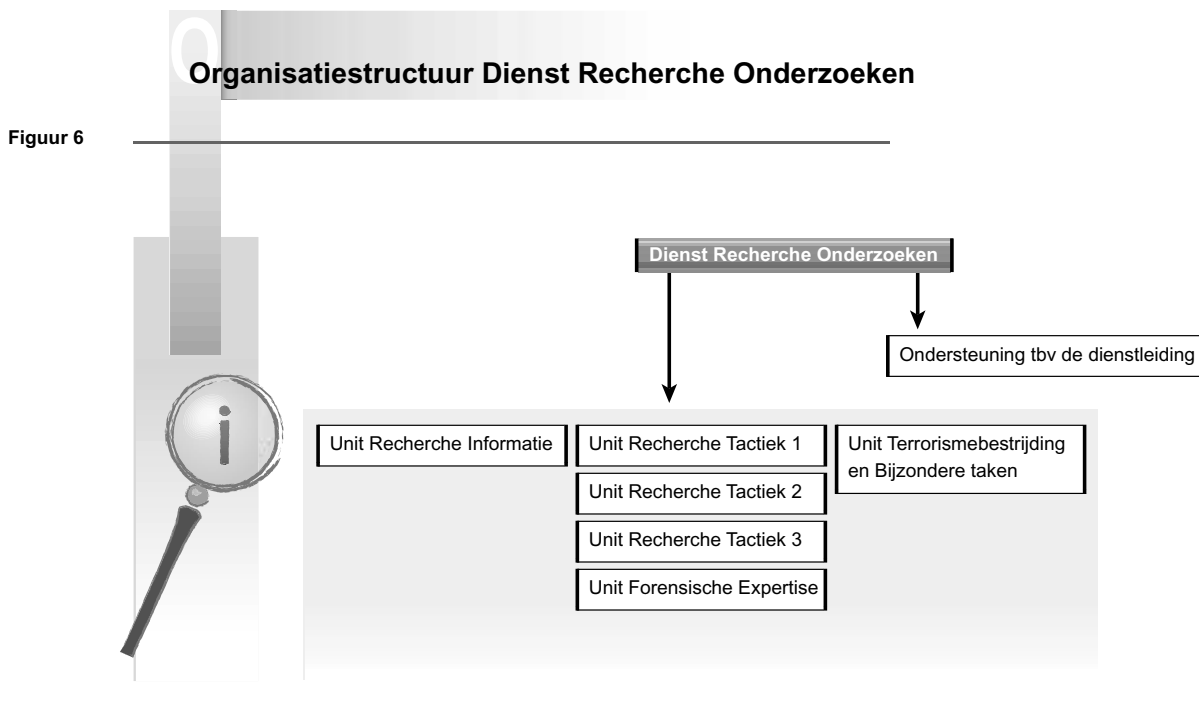 O
Organisatiestructuur Dienst Recherche Onderzoeken
Figuur 6
Dienst Recherche Onderzoeken
Ondersteuning tbv de dienstleiding
i
Unit Recherche Informatie
Unit Recherche Tactiek 1
Unit Recherche Tactiek 2
Unit Recherche Tactiek 3
Unit Forensische Expertise
Unit Terrorismebestrijding
en Bijzondere taken